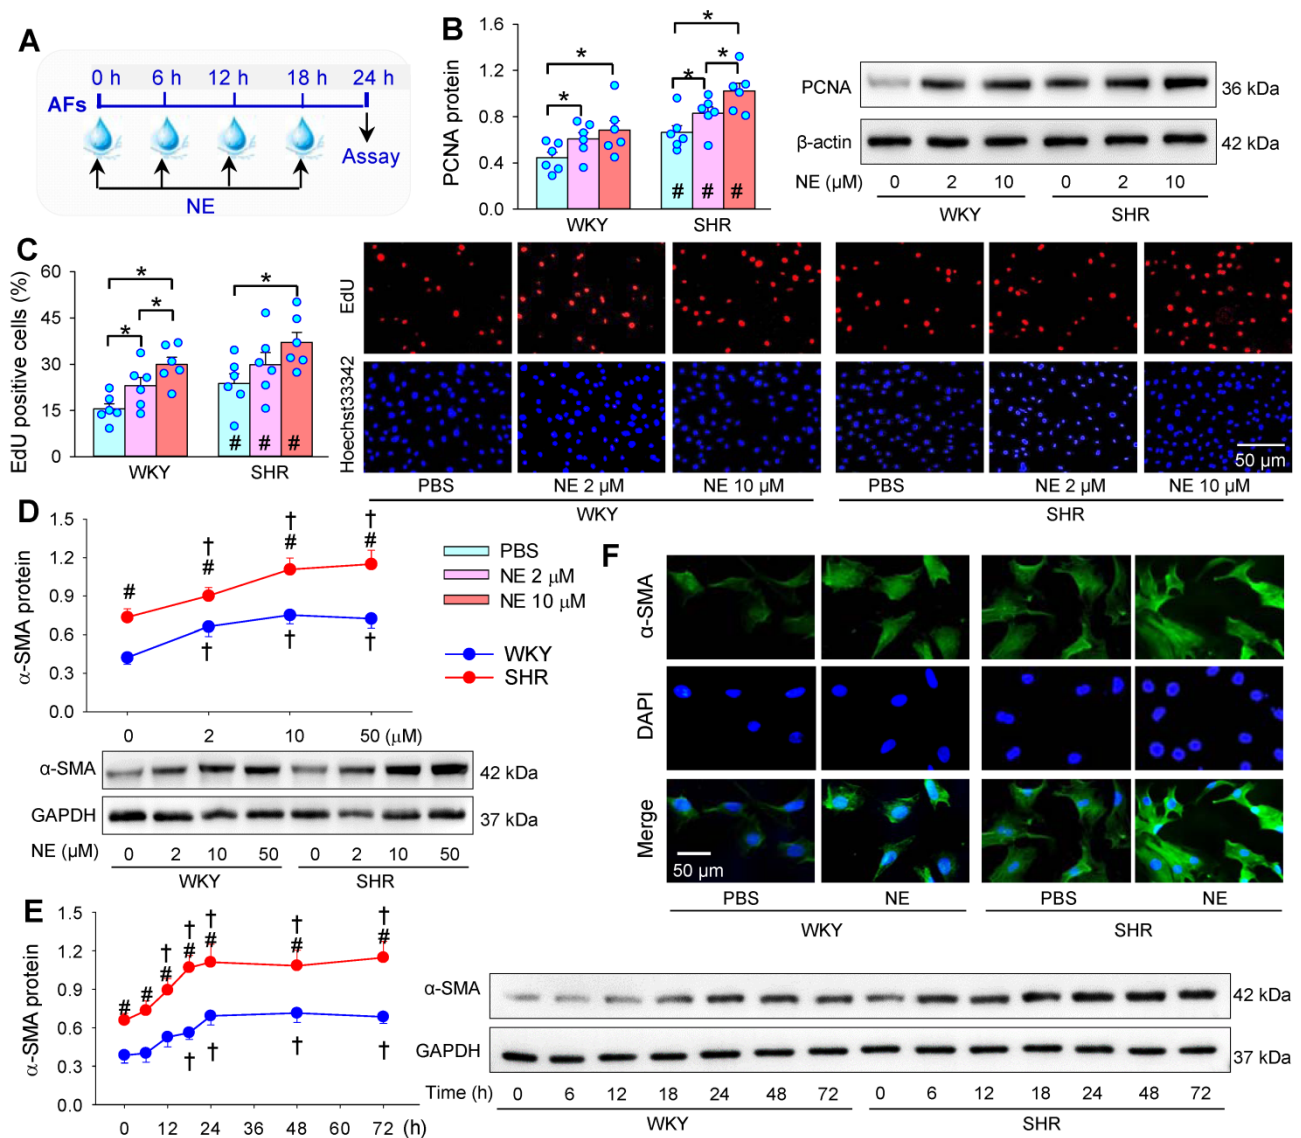 A
0 h 6 h 12 h 18 h 24 h
AFs
Assay
NE
B
PCNA protein
1.6
1.2
0.8
0.4
0.0
* * * * *
# # #
WKY SHR
PCNA 36 kDa
β-actin 42 kDa
NE (μM) 0 2 10 0 2 10
WKY SHR
C
EdU positive cells (%)
60
45
30
15
0
* * * *
# # #
WKY SHR
EdU
Hoechst33342
50 μm
PBS NE 2 μM NE 10 μM PBS NE 2 μM NE 10 μM
WKY SHR
D
α-SMA protein
1.5
1.2
0.9
0.6
0.3
0.0
† † †
# # # #
† † †
0 2 10 50 (μM)
PBS
NE 2 μM
NE 10 μM
WKY
SHR
α-SMA 42 kDa
GAPDH 37 kDa
NE (μM) 0 2 10 50 0 2 10 50
WKY SHR
E
α-SMA protein
1.5
1.2
0.9
0.6
0.3
0.0
† † † † †
# # # # # # #
† † † †
0 12 24 36 48 60 72 (h)
F
α-SMA
DAPI
Merge
50 μm
PBS NE PBS NE
WKY SHR
α-SMA 42 kDa
GAPDH 37 kDa
Time (h) 0 6 12 18 24 48 72 0 6 12 18 24 48 72
WKY SHR